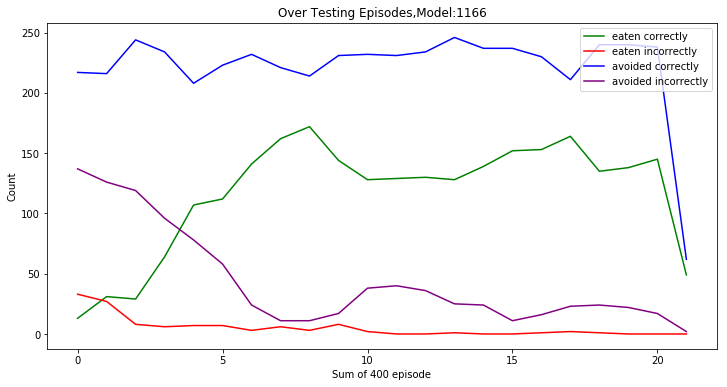 Over Testing Episodes,Model:1166
eaten correctly
eaten incorrectly
avoided correctly
avoided incorrectly
Count
250
200
150
100
50
0
0 5 10 15 20
Sum of 400 episode